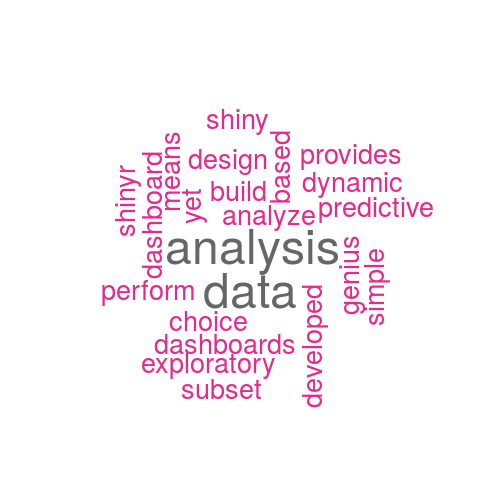 shiny
design
provides
based
means
dashboard
shinyr
yet
build
dynamic
analyze
predictive
analysis
data
genius
simple
perform
choice
developed
dashboards
exploratory
subset